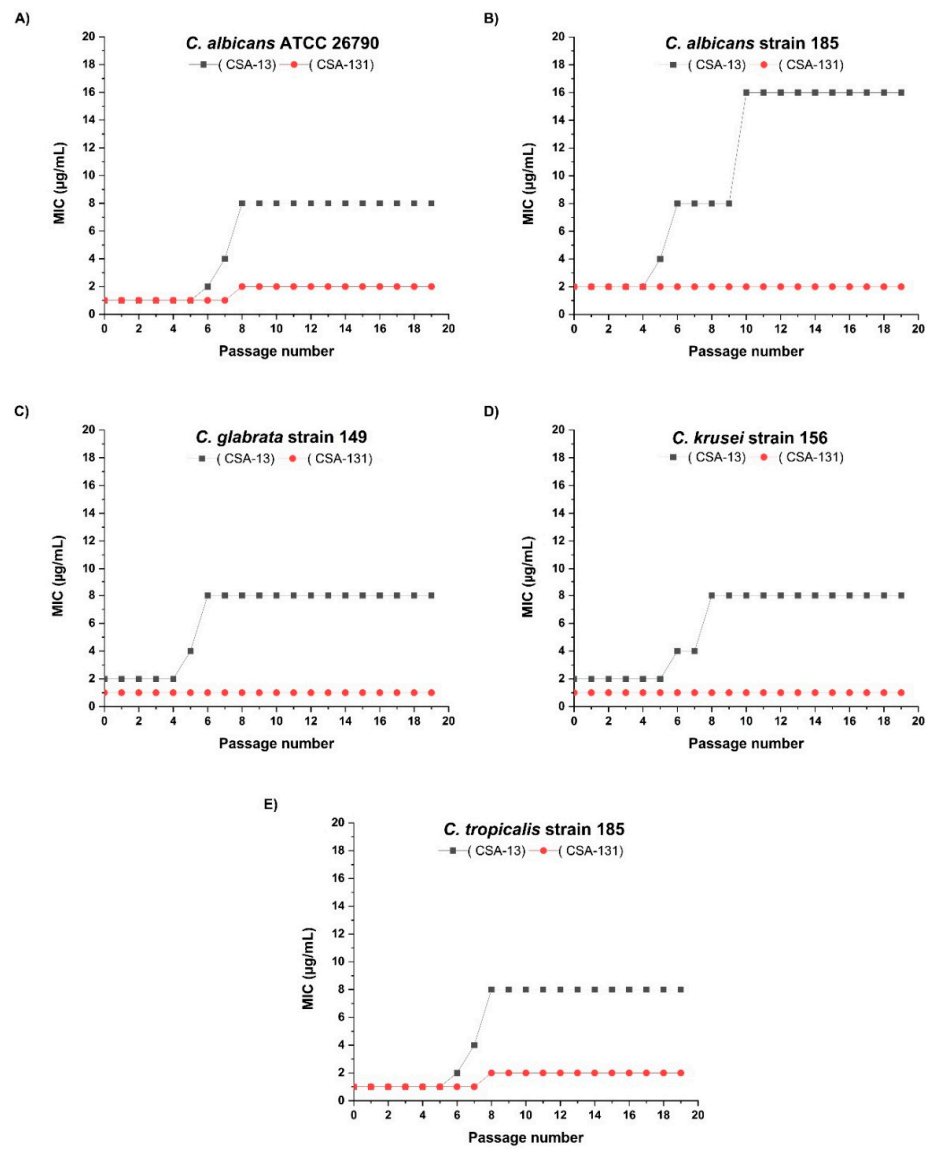 A)
C. albicans ATCC 26790
( CSA-13) ( CSA-131)
20
18
16
14
12
10
8
6
4
2
0
MIC (µg/mL)
0 2 4 6 8 10 12 14 16 18 20
Passage number
B)
C. albicans strain 185
( CSA-13) ( CSA-131)
20
18
16
14
12
10
8
6
4
2
0
MIC (µg/mL)
0 2 4 6 8 10 12 14 16 18 20
Passage number
C)
C. glabrata strain 149
( CSA-13) ( CSA-131)
20
18
16
14
12
10
8
6
4
2
0
MIC (µg/mL)
0 2 4 6 8 10 12 14 16 18 20
Passage number
D)
C. krusei strain 156
( CSA-13) ( CSA-131)
20
18
16
14
12
10
8
6
4
2
0
MIC (µg/mL)
0 2 4 6 8 10 12 14 16 18 20
Passage number
E)
C. tropicalis strain 185
( CSA-13) ( CSA-131)
20
18
16
14
12
10
8
6
4
2
0
MIC (µg/mL)
0 2 4 6 8 10 12 14 16 18 20
Passage number